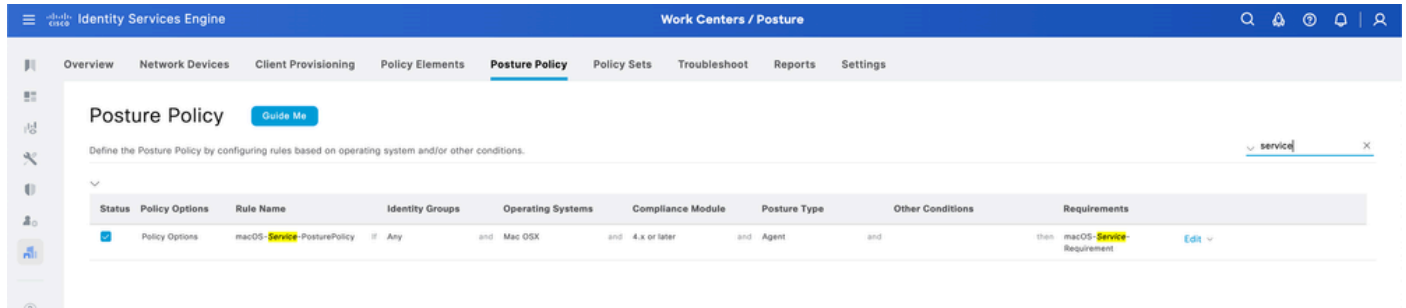 cisco Identity Services Engine
Work Centers / Posture
Overview Network Devices Client Provisioning Policy Elements Posture Policy Policy Sets Troubleshoot Reports Settings
Posture Policy
Guide Me
Define the Posture Policy by configuring rules based on operating system and/or other conditions.
service
Status Policy Options Rule Name Identity Groups Operating Systems Compliance Module Posture Type Other Conditions Requirements
Policy Options macOS-Service-PosturePolicy If Any and Mac OSX and 4.x or later and Agent and then macOS-Service-
Requirement
Edit